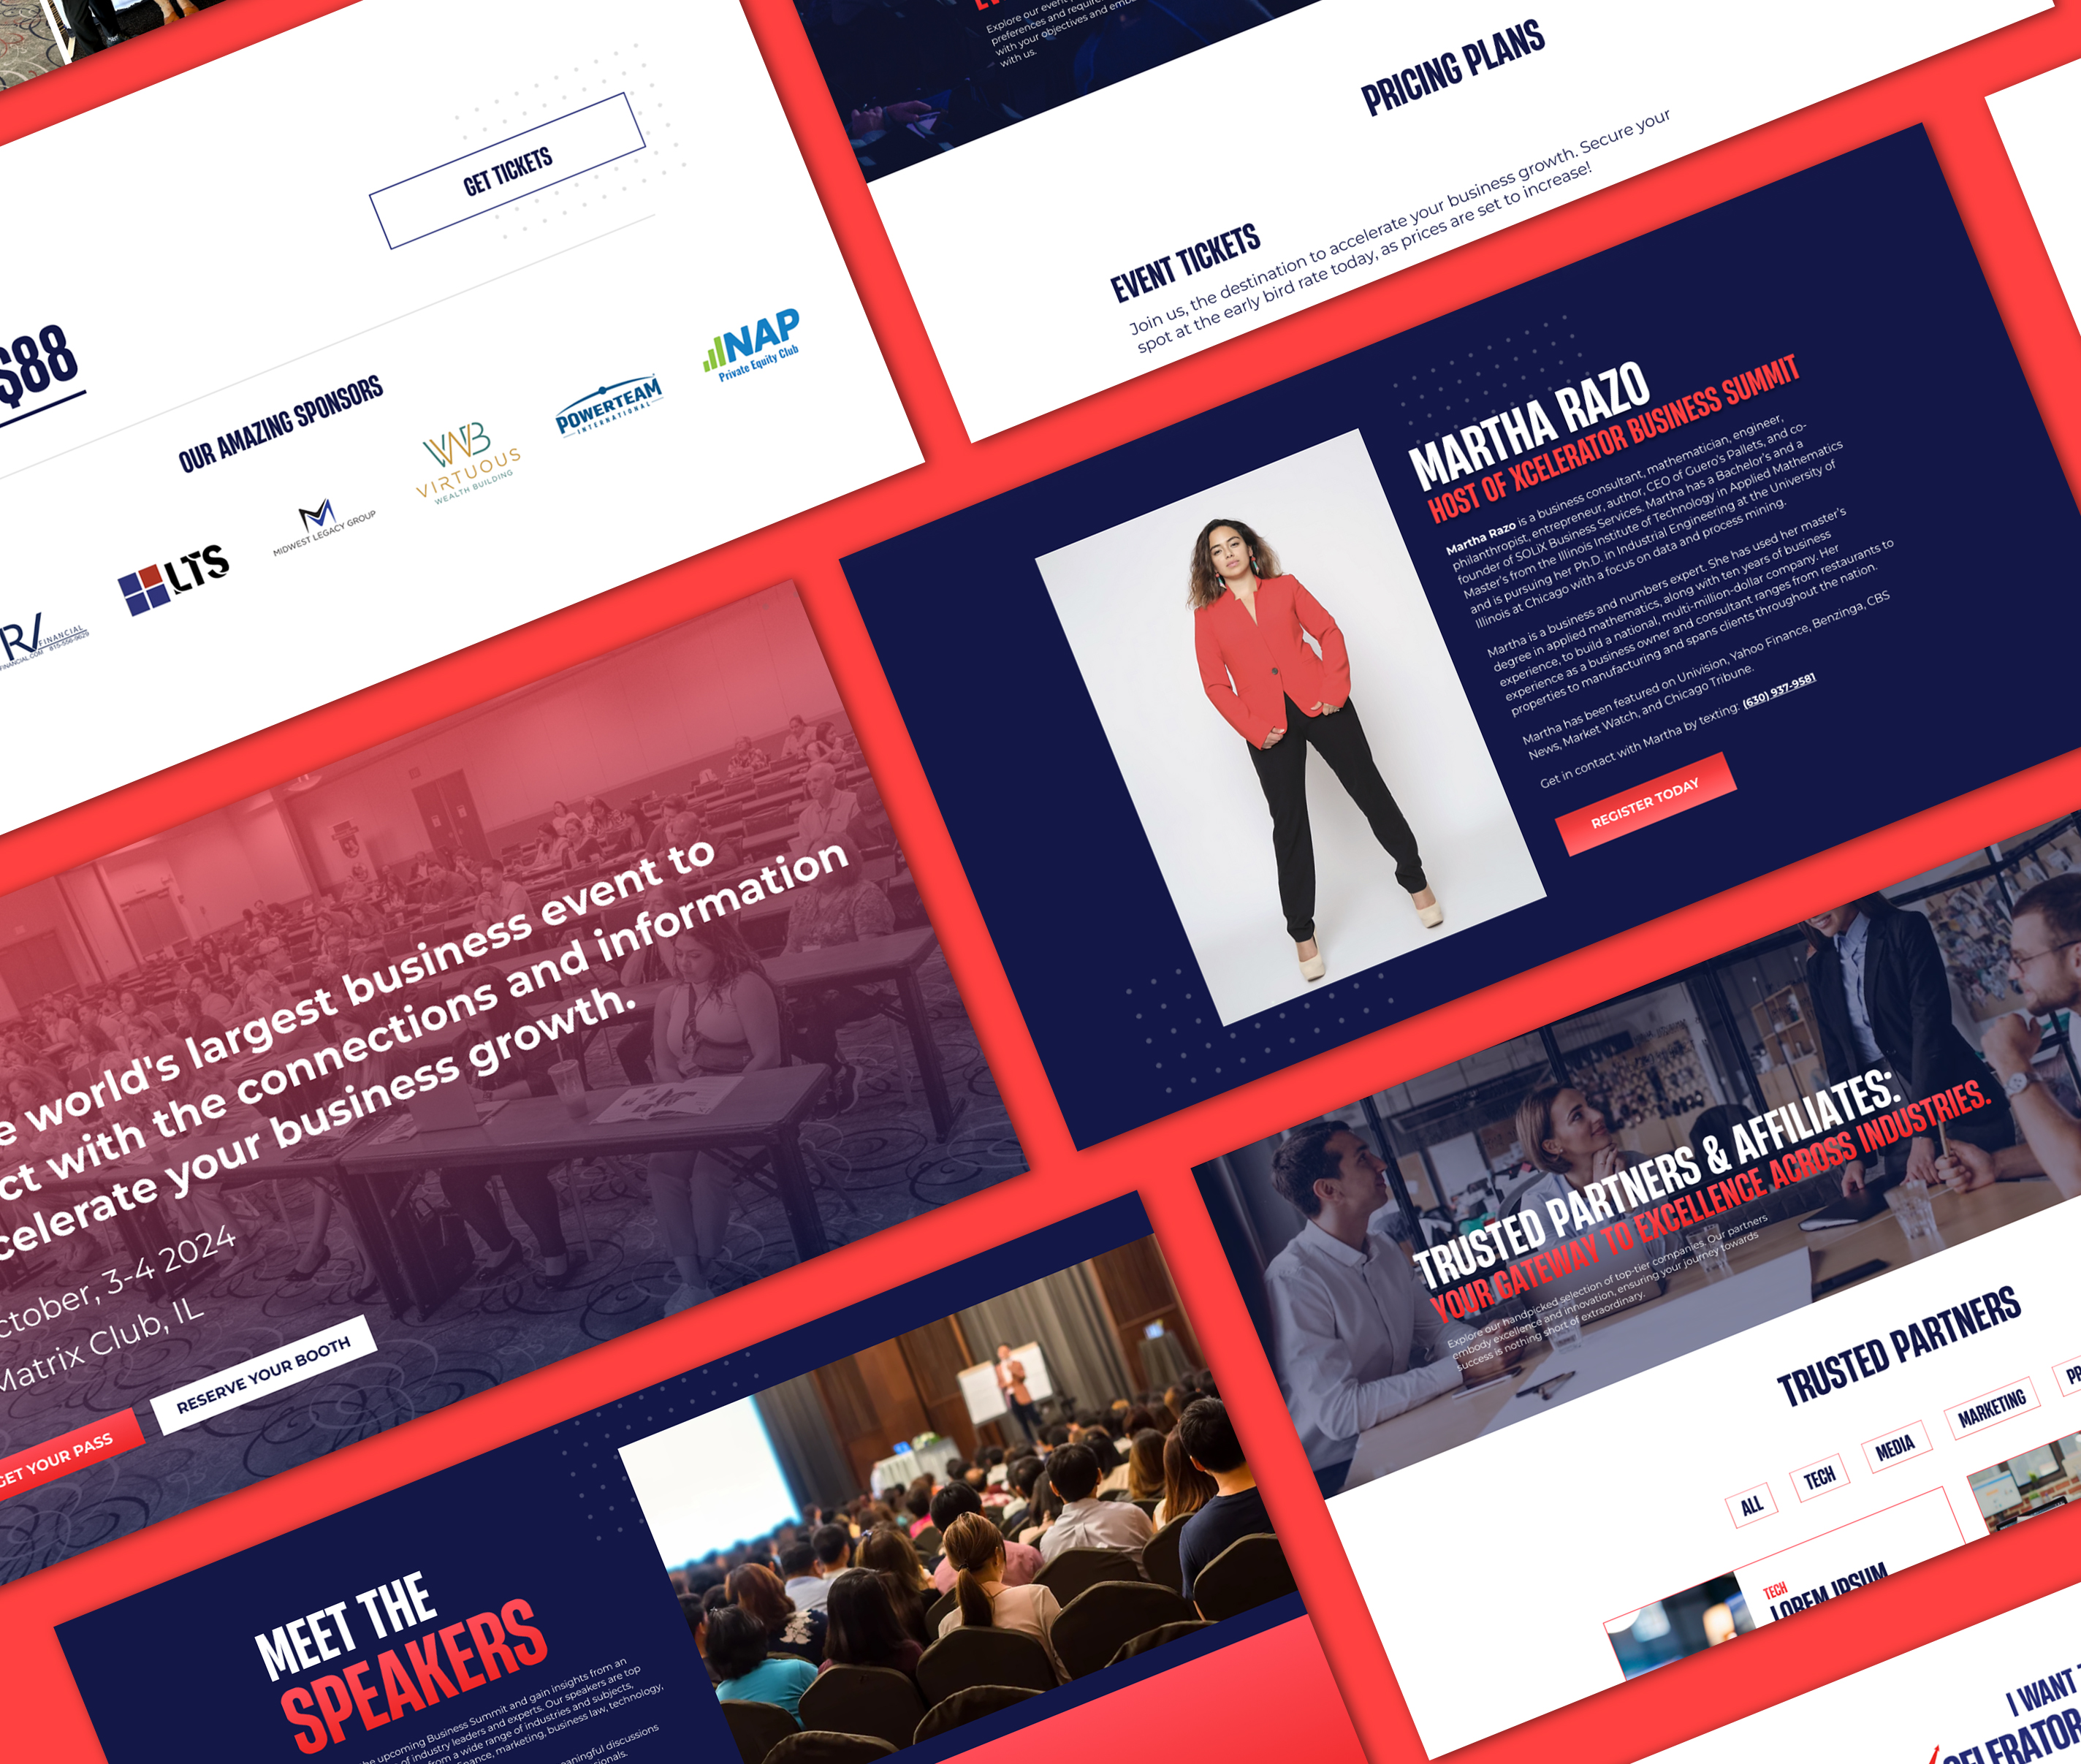 GET TICKETS
$88
OUR AMAZING SPONSORS
FINANCIAL
815-556-9629
LTS
MIDWEST LEGACY GROUP
VIRTUOUS
WEALTH BUILDING
POWERTEAM
INTERNATIONAL
NAP
Private Equity Club
Explore our event
preferences and require
with your objectives and
with us.
PRICING PLANS
EVENT TICKETS
Join us, the destination to accelerate your business growth. Secure your
spot at the early bird rate today, as prices are set to increase!
MARTHA RAZO
HOST OF XCELERATOR BUSINESS SUMMIT
Martha Razo is a business consultant, mathematician, engineer,
philanthropist, entrepreneur, author, CEO of Guero's Pallets, and co-
founder of SOLiX Business Services. Martha has a Bachelor's and a
Master's from the Illinois Institute of Technology in Applied Mathematics
and is pursuing her Ph.D. in Industrial Engineering at the University of
Illinois at Chicago with a focus on data and process mining.
Martha is a business and numbers expert. She has used her master's
degree in applied mathematics, along with ten years of business
experience, to build a national, multi-million-dollar company. Her
experience as a business owner and consultant ranges from restaurants to
properties to manufacturing and spans clients throughout the nation.
Martha has been featured on Univision, Yahoo Finance, Benzinga, CBS
News, Market Watch, and Chicago Tribune.
Get in contact with Martha by texting: (630) 937-9581
REGISTER TODAY
e world's largest business event to
ct with the connections and information
celerate your business growth.
ctober, 3-4 2024
Matrix Club, IL
GET YOUR PASS
RESERVE YOUR BOOTH
MEET THE
SPEAKERS
he upcoming Business Summit and gain insights from an
of industry leaders and experts. Our speakers are top
from a wide range of industries and subjects,
finance, marketing, business law, technology,
meaningful discussions
TRUSTED PARTNERS & AFFILIATES:
YOUR GATEWAY TO EXCELLENCE ACROSS INDUSTRIES.
Explore our handpicked selection of top-tier companies. Our partners
embody excellence and innovation, ensuring your journey towards
success is nothing short of extraordinary.
TRUSTED PARTNERS
ALL
TECH
MEDIA
MARKETING
PR
TECH
LOREM IPSUM
I WANT
CELERATOR